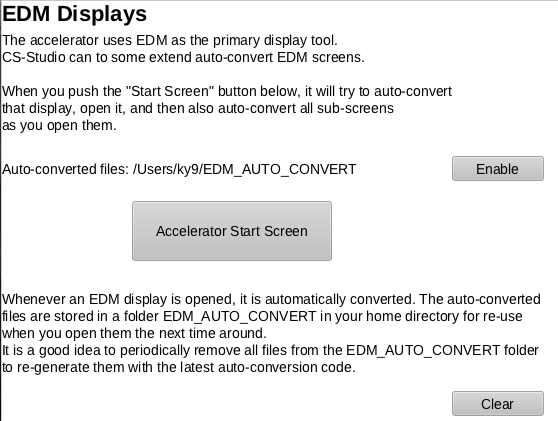 EDM Displays
The accelerator uses EDM as the primary display tool.
CS-Studio can to some extend auto-convert EDM screens.
When you push the "Start Screen" button below, it will try to auto-convert
that display, open it, and then also auto-convert all sub-screens
as you open them.
Auto-converted files: /Users/ky9/EDM_AUTO_CONVERT
Enable
Accelerator Start Screen
Whenever an EDM display is opened, it is automatically converted. The auto-converted
files are stored in a folder EDM_AUTO_CONVERT in your home directory for re-use
when you open them the next time around.
It is a good idea to periodically remove all files from the EDM_AUTO_CONVERT folder
to re-generate them with the latest auto-conversion code.
Clear